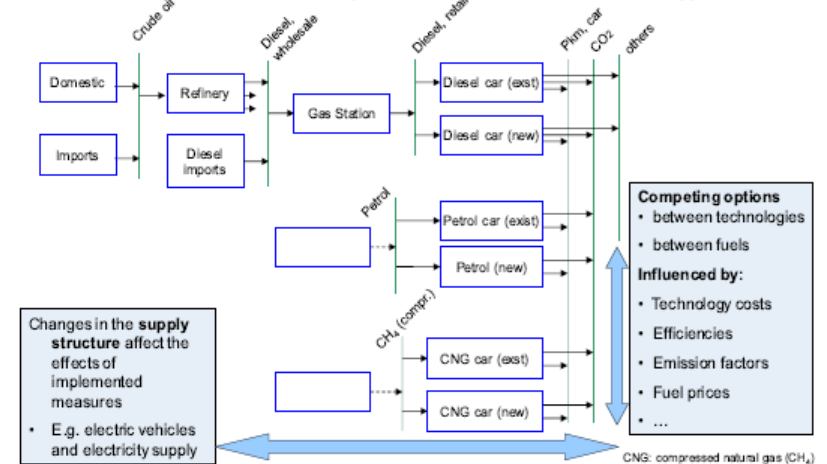 Crude oil
Diesel,
wholesale
Diesel, retail
Pkm, car
CO2
others
Domestic
Refinery
Diesel car (exst)
Gas Station
Diesel car (new)
Imports
Diesel
imports
Petrol
Petrol car (exist)
Petrol (new)
Competing options
• between technologies
• between fuels
Influenced by:
• Technology costs
• Efficiencies
• Emission factors
• Fuel prices
• ...
CH4 (compr.)
CNG car (exst)
CNG car (new)
Changes in the supply
structure affect the
effects of
implemented
measures
• E.g. electric vehicles
and electricity supply
CNG: compressed natural gas (CH4)